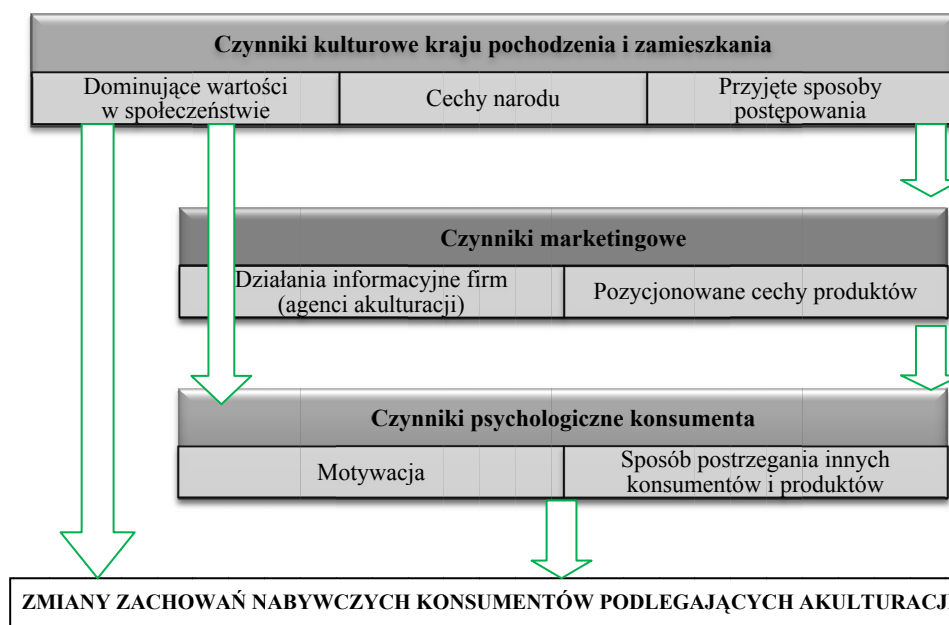 Czynniki kulturowe kraju pochodzenia i zamieszkania
Dominujące wartości
w społeczeństwie
Cechy narodu
Przyjęte sposoby
postępowania
Czynniki marketingowe
Działania informacyjne firm
(agenci akulturacji)
Pozycjonowane cechy produktów
Czynniki psychologiczne konsumenta
Motywacja
Sposób postrzegania innych
konsumentów i produktów
ZMIANY ZACHOWAŃ NABYWCZYCH KONSUMENTÓW PODLEGAJĄCYCH AKULTURACJI